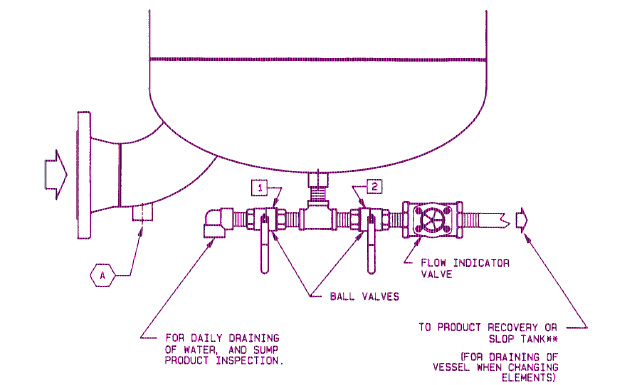 1
2
A
FLOW INDICATOR
VALVE
BALL VALVES
FOR DAILY DRAINING
OF WATER, AND SUMP
PRODUCT INSPECTION.
TO PRODUCT RECOVERY OR
SLOP TANK**
(FOR DRAINING OF
VESSEL WHEN CHANGING
ELEMENTS)